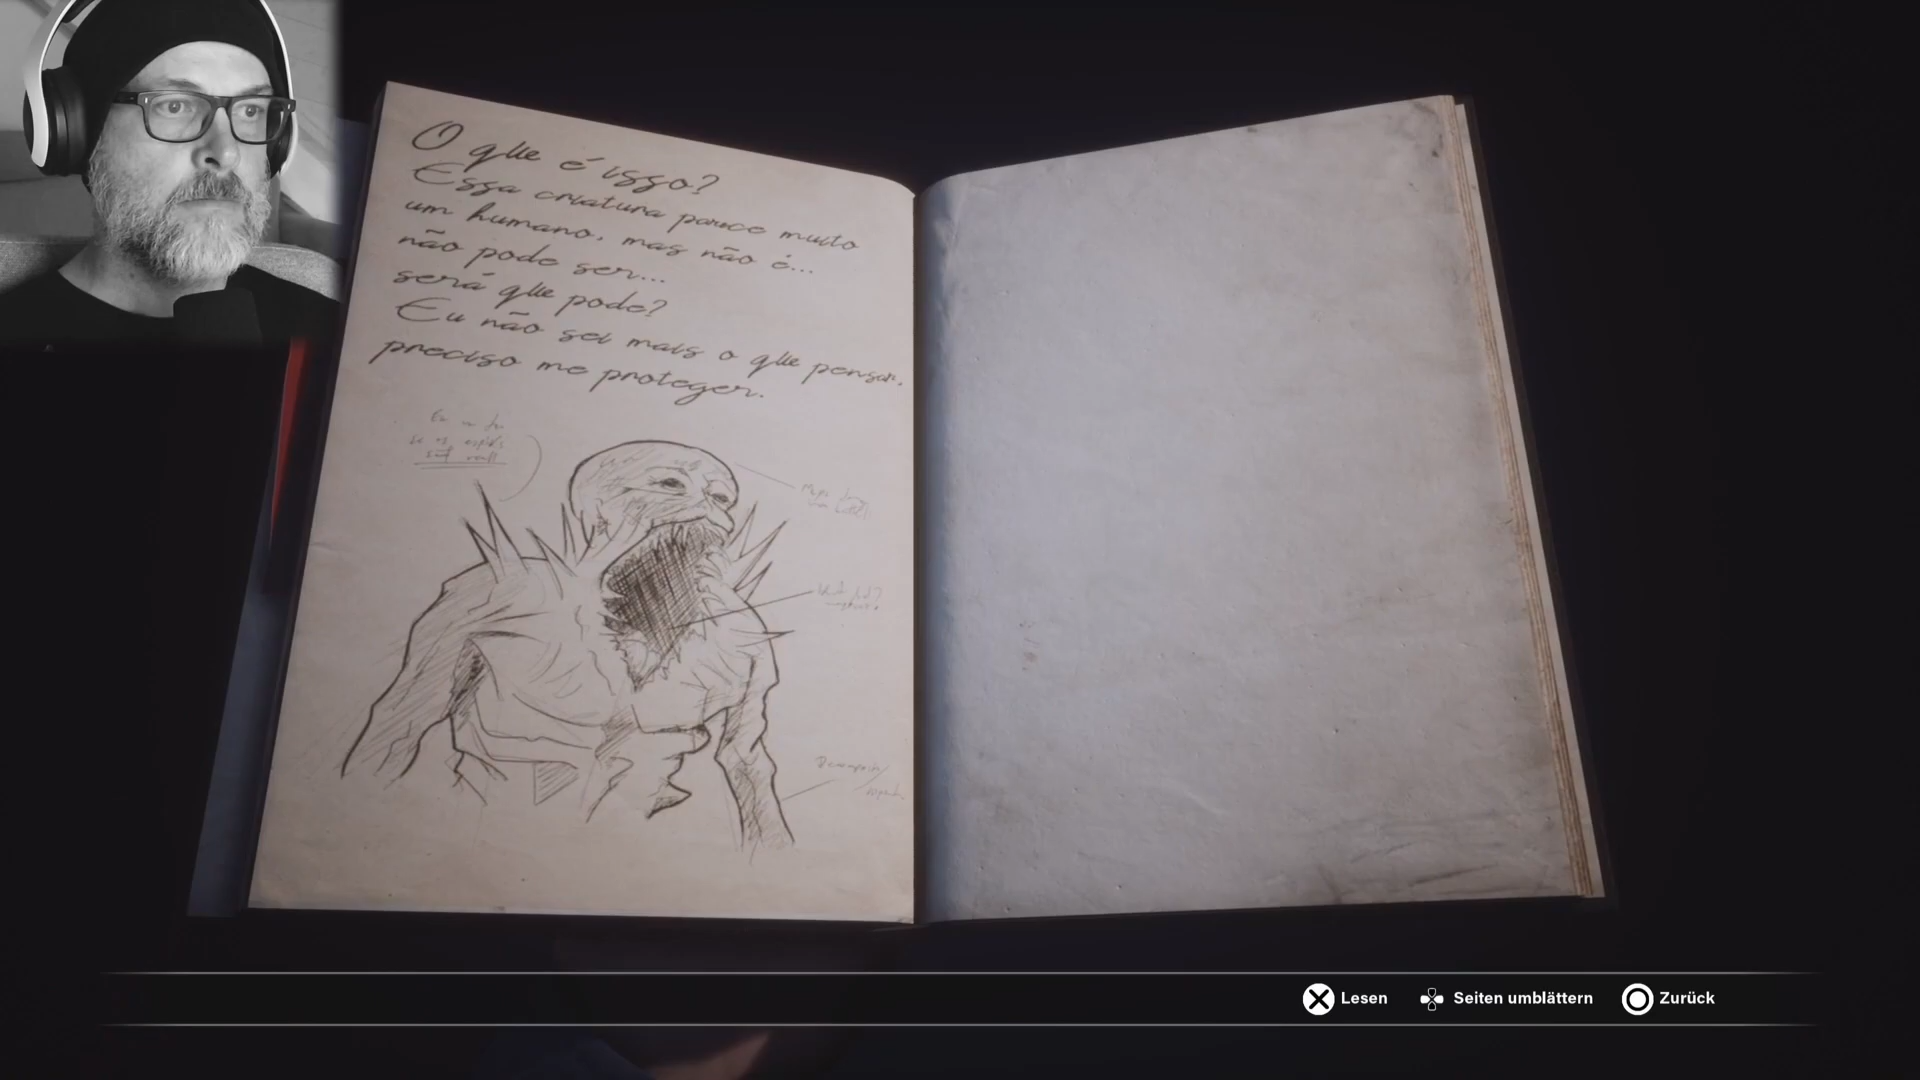 O que é isso?
Essa criatura parece muito
um humano, mas não é...
não pode ser...
será que pode?
Eu não sei mais o que pensar,
preciso me proteger.
Lesen
Seiten umblättern
Zurück